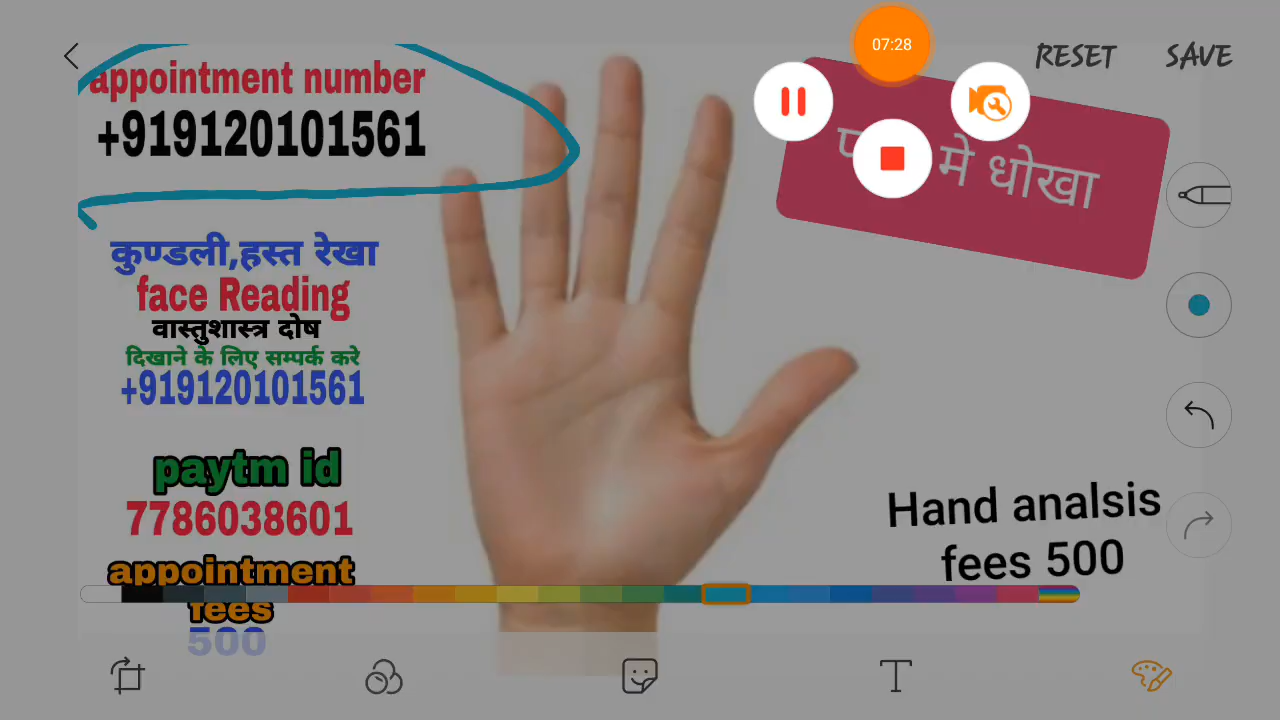 07:28
RESET SAVE
appointment number
+919120101561
में धोखा
कुण्डली,हस्त रेखा
face Reading
वास्तुशास्त्र दोष
दिखाने के लिए सम्पर्क करे
+919120101561
paytm id
7786038601
appointment
fees
500
Hand analsis
fees 500
T